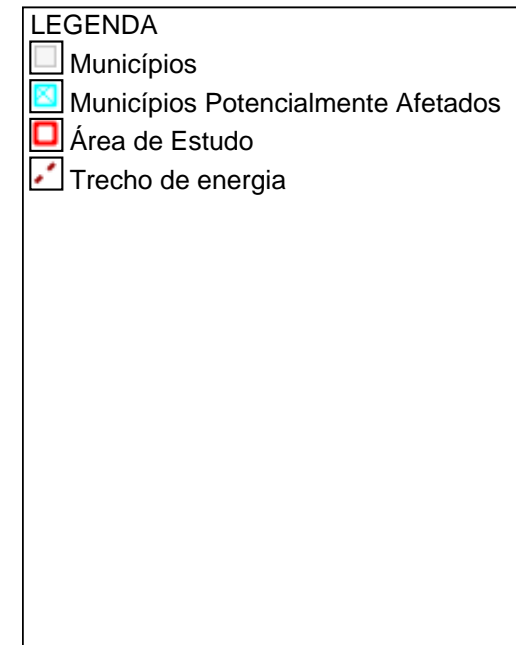 LEGENDA
Municípios
Municípios Potencialmente Afetados
Área de Estudo
Trecho de energia